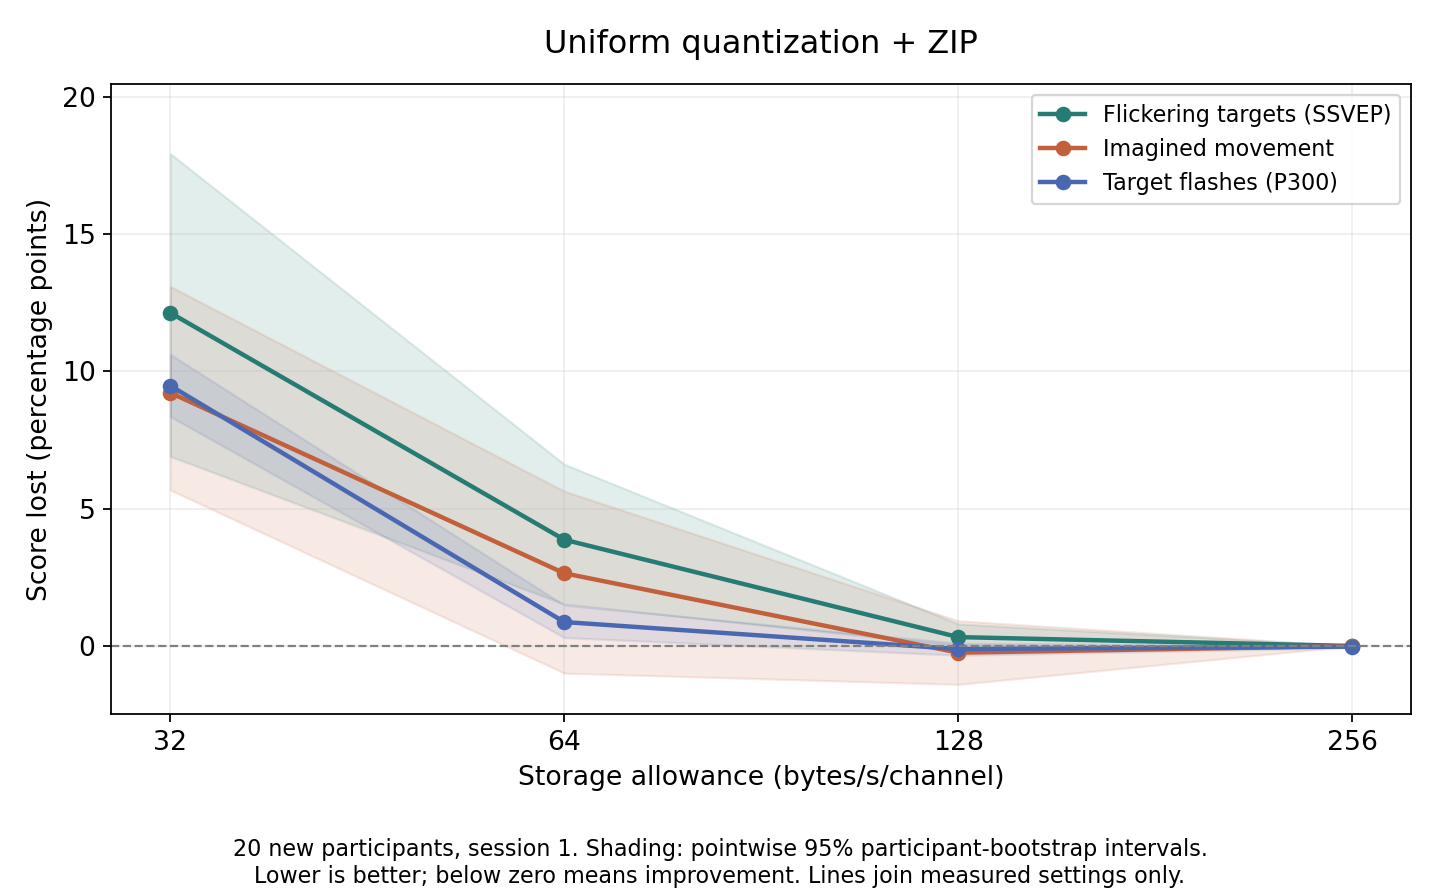 Uniform quantization + ZIP
Score lost (percentage points)
20
15
10
5
0
Flickering targets (SSVEP)
Imagined movement
Target flashes (P300)
32
64
128
256
Storage allowance (bytes/s/channel)
20 new participants, session 1. Shading: pointwise 95% participant-bootstrap intervals.
Lower is better; below zero means improvement. Lines join measured settings only.